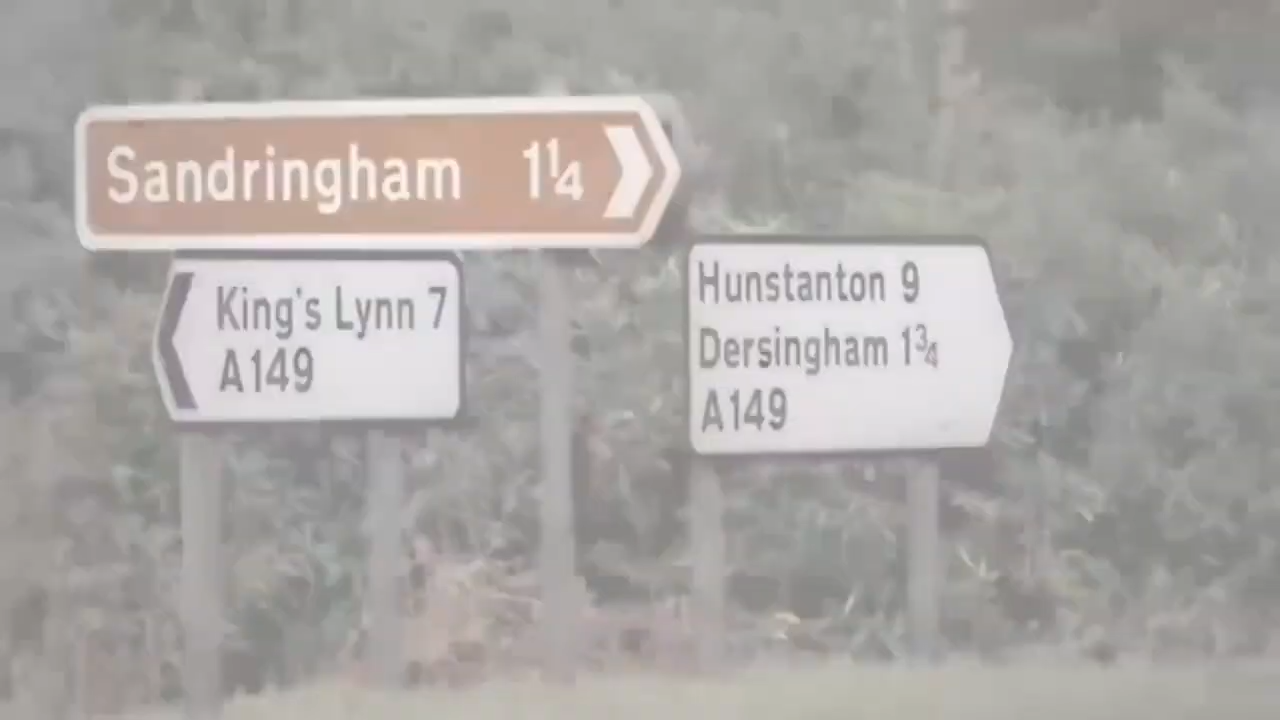 Sandringham 1¼
King's Lynn 7
A149
Hunstanton 9
Dersingham 1¾
A149